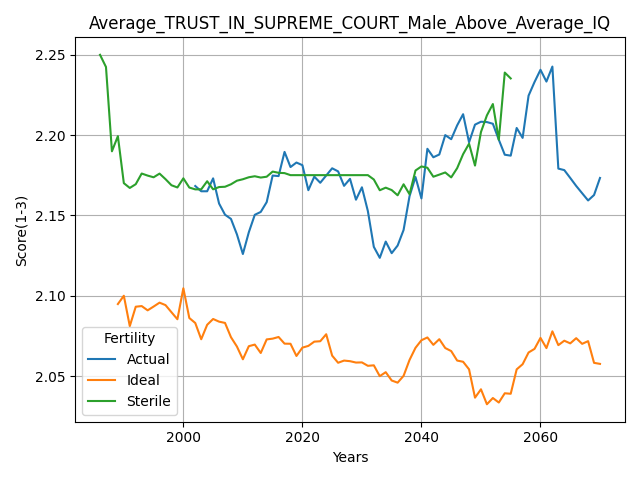 Average_TRUST_IN_SUPREME_COURT_Male_Above_Average_IQ
2.25
2.20
2.15
2.10
2.05
Score(1-3)
Fertility
Actual
Ideal
Sterile
2000
2020
2040
2060
Years